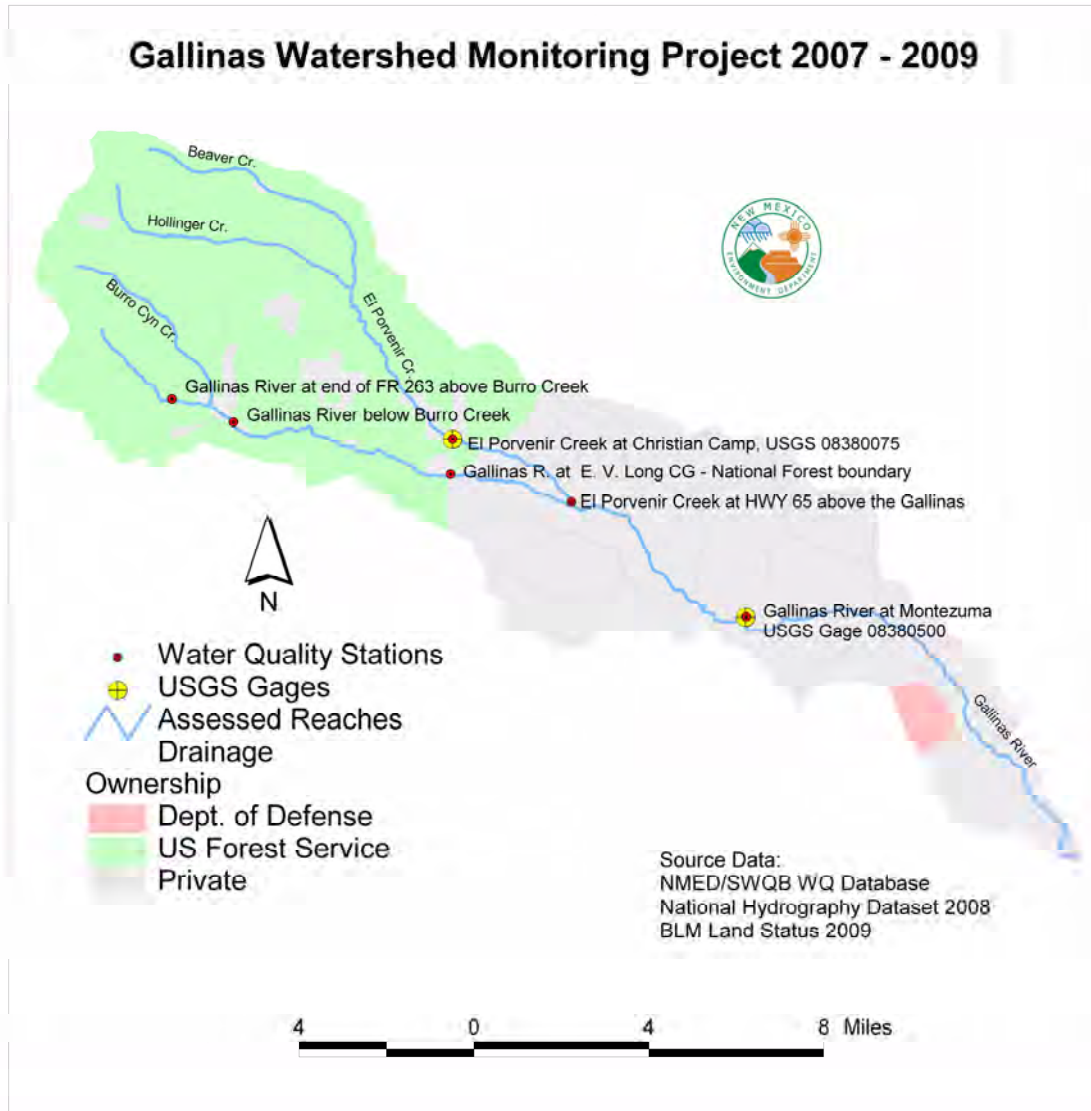 Gallinas Watershed Monitoring Project 2007 - 2009
Beaver Cr.
Hollinger Cr.
NEW MEXICO
ENVIRONMENT DEPARTMENT
Burro Cyn Cr.
El Porvenir Cr.
Gallinas River at end of FR 263 above Burro Creek
Gallinas River below Burro Creek
El Porvenir Creek at Christian Camp, USGS 08380075
Gallinas R. at E. V. Long CG - National Forest boundary
El Porvenir Creek at HWY 65 above the Gallinas
N
Gallinas River at Montezuma
USGS Gage 08380500
Gallinas River
Water Quality Stations
USGS Gages
Assessed Reaches
Drainage
Ownership
Dept. of Defense
US Forest Service
Private
Source Data:
NMED/SWQB WQ Database
National Hydrography Dataset 2008
BLM Land Status 2009
4 0 4 8 Miles